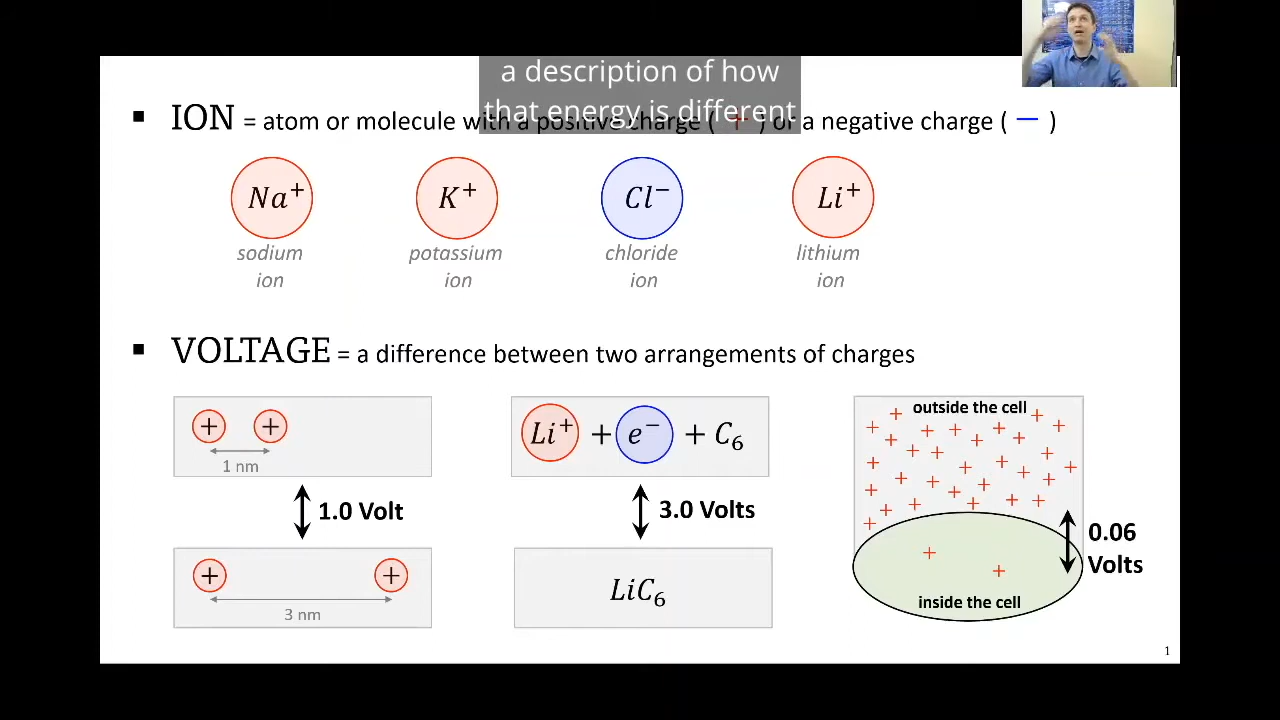 a description of how
that energy is different
▪ ION = atom or molecule with a positive charge ( + ) or a negative charge ( − )
Na⁺ K⁺ Cl⁻ Li⁺
sodium potassium chloride lithium
ion ion ion ion
▪ VOLTAGE = a difference between two arrangements of charges
+ +
1 nm
1.0 Volt
+ +
3 nm
Li⁺ + e⁻ + C₆
3.0 Volts
LiC₆
outside the cell
0.06
Volts
inside the cell
1